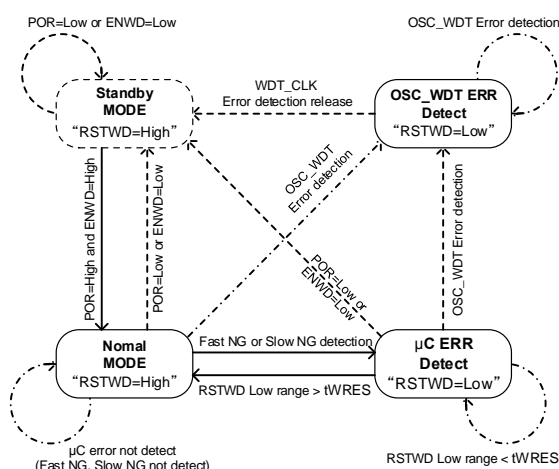 POR=Low or ENWD=Low
OSC_WDT Error detection
Standby
MODE
“RSTWD=High”
WDT_CLK
Error detection release
OSC_WDT ERR
Detect
“RSTWD=Low”
POR=High and ENWD=High
POR=Low or ENWD=Low
OSC_WDT
Error detection
POR=Low or
ENWD=Low
OSC_WDT Error detection
Nomal
MODE
“RSTWD=High”
Fast NG or Slow NG detection
RSTWD Low range > tWRES
µC ERR
Detect
“RSTWD=Low”
µC error not detect
(Fast NG, Slow NG not detect)
RSTWD Low range < tWRES